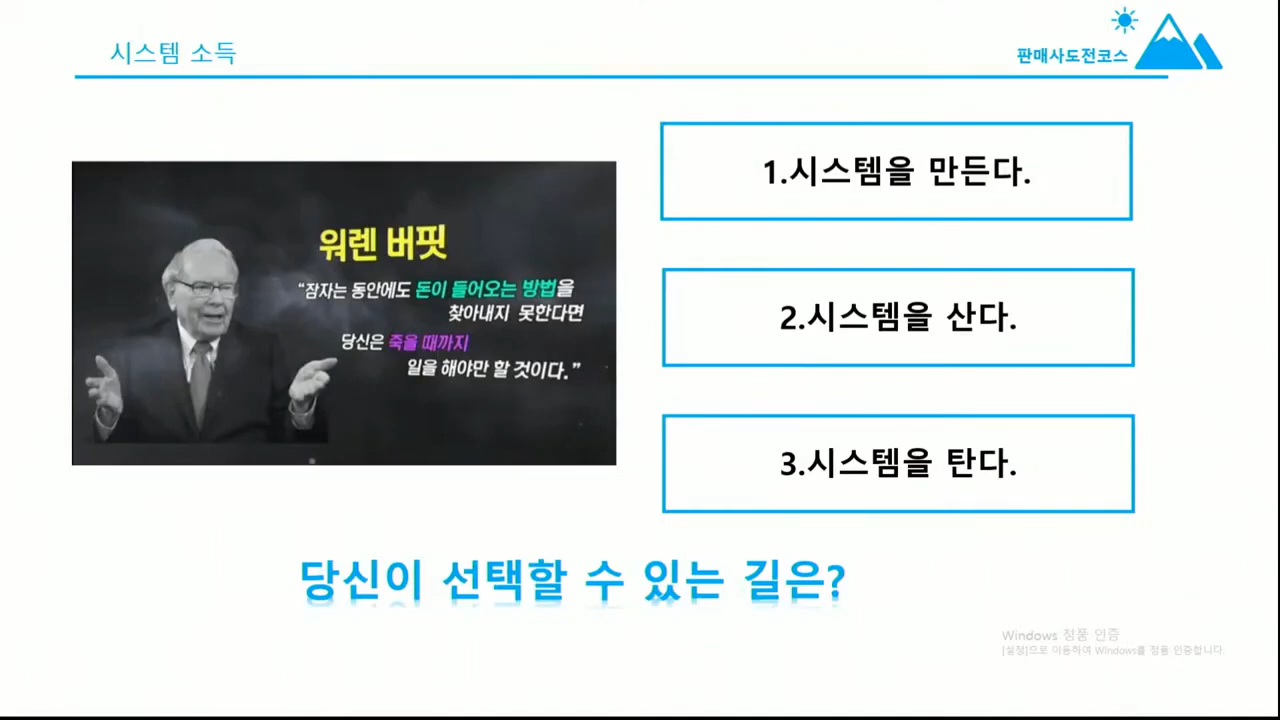 시스템 소득
판매사도전코스
워렌 버핏
“잠자는 동안에도 돈이 들어오는 방법을
찾아내지 못한다면
당신은 죽을 때까지
일을 해야만 할 것이다.”
1.시스템을 만든다.
2.시스템을 산다.
3.시스템을 탄다.
당신이 선택할 수 있는 길은?
Windows 정품 인증
[설정]으로 이동하여 Windows를 정품 인증합니다.